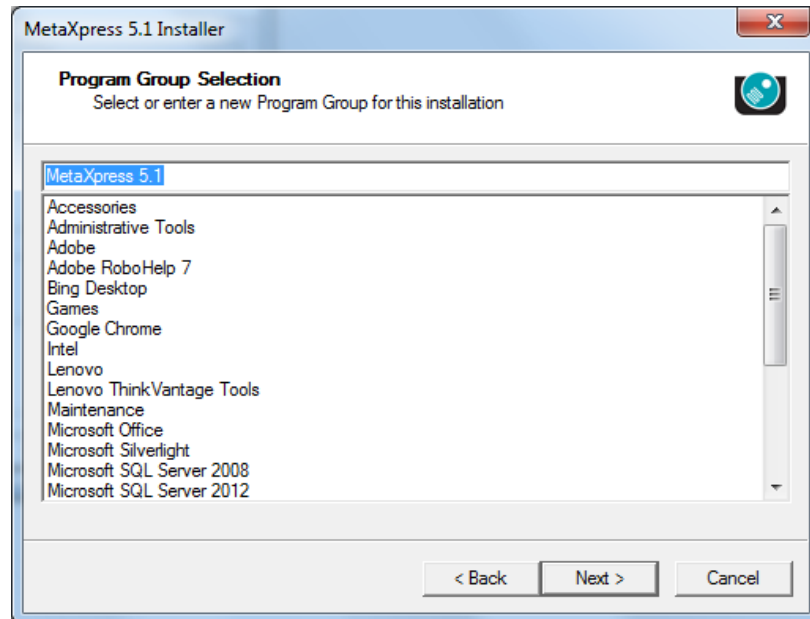 MetaXpress 5.1 Installer
Program Group Selection
Select or enter a new Program Group for this installation
MetaXpress 5.1
Accessories
Administrative Tools
Adobe
Adobe RoboHelp 7
Bing Desktop
Games
Google Chrome
Intel
Lenovo
Lenovo ThinkVantage Tools
Maintenance
Microsoft Office
Microsoft Silverlight
Microsoft SQL Server 2008
Microsoft SQL Server 2012
< Back Next > Cancel